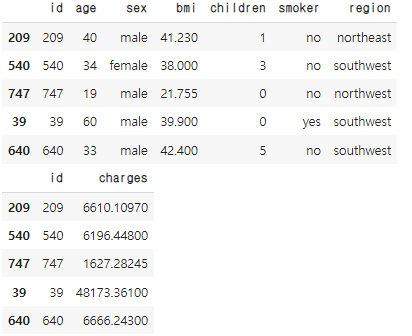 id age sex bmi children smoker region
209 209 40 male 41.230 1 no northeast
540 540 34 female 38.000 3 no southwest
747 747 19 male 21.755 0 no northwest
39 39 60 male 39.900 0 yes southwest
640 640 33 male 42.400 5 no southwest
id charges
209 209 6610.10970
540 540 6196.44800
747 747 1627.28245
39 39 48173.36100
640 640 6666.24300